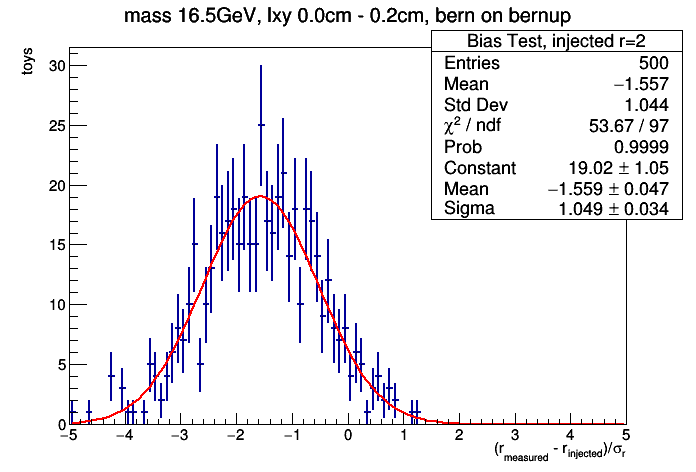 mass 16.5GeV, lxy 0.0cm - 0.2cm, bern on bernup
Bias Test, injected r=2
Entries 500
Mean −1.557
Std Dev 1.044
χ² / ndf 53.67 / 97
Prob 0.9999
Constant 19.02 ± 1.05
Mean −1.559 ± 0.047
Sigma 1.049 ± 0.034
toys
30
25
20
15
10
5
0
−5 −4 −3 −2 −1 0 1 2 3 4 5
(r_measured - r_injected)/σ_r